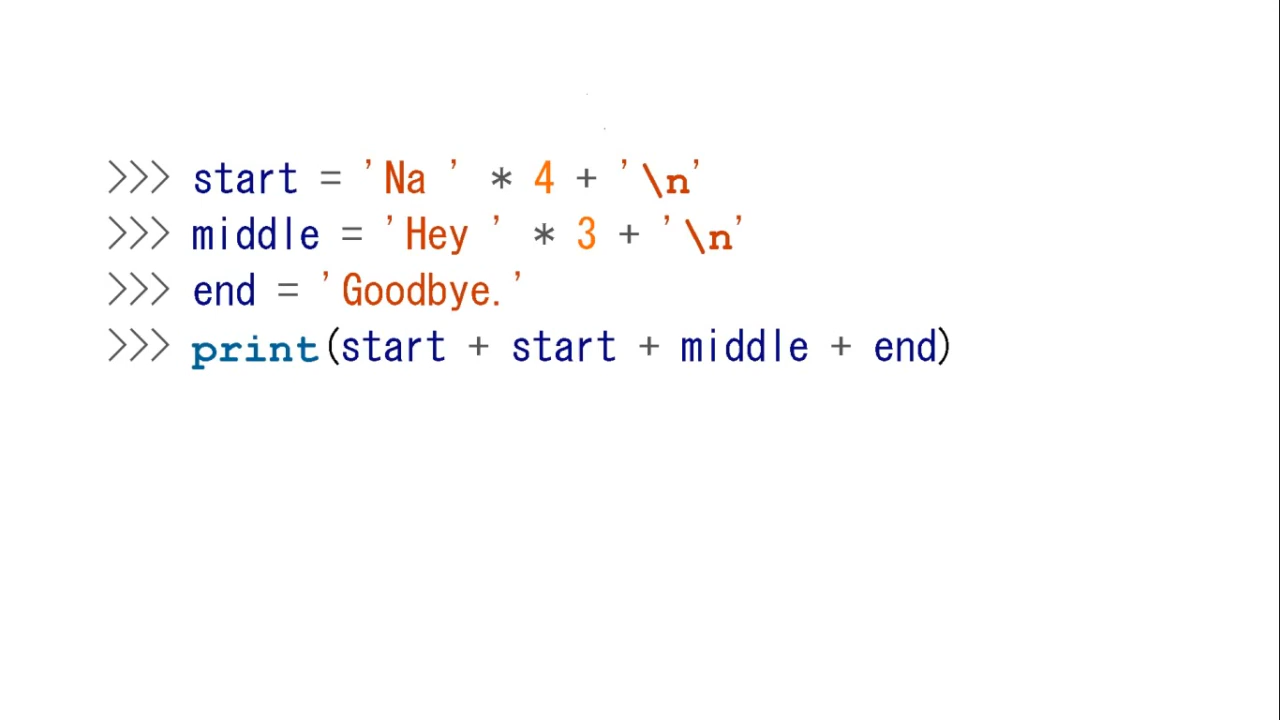 >>> start = 'Na ' * 4 + '\n'
>>> middle = 'Hey ' * 3 + '\n'
>>> end = 'Goodbye.'
>>> print(start + start + middle + end)